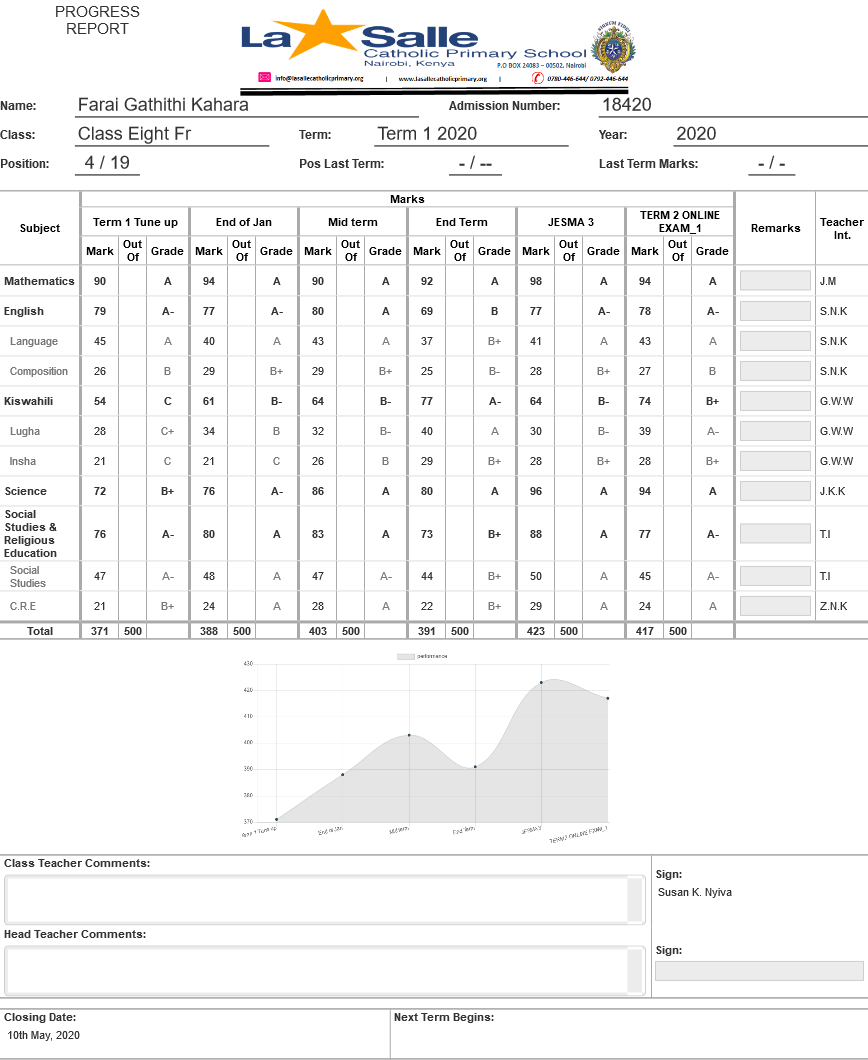 PROGRESS
REPORT
La Salle
Catholic Primary School
Nairobi, Kenya
P.O BOX 24083 – 00502, Nairobi
info@lasallecatholicprimary.org | www.lasallecatholicprimary.org | 0780-446-644/ 0792-446-644
Name: Farai Gathithi Kahara Admission Number: 18420
Class: Class Eight Fr Term: Term 1 2020 Year: 2020
Position: 4 / 19 Pos Last Term: - / -- Last Term Marks: - / -
Marks
Subject Term 1 Tune up End of Jan Mid term End Term JESMA 3 TERM 2 ONLINE EXAM_1 Remarks Teacher Int.
Mark Out Of Grade Mark Out Of Grade Mark Out Of Grade Mark Out Of Grade Mark Out Of Grade Mark Out Of Grade
Mathematics 90 A 94 A 90 A 92 A 98 A 94 A J.M
English 79 A- 77 A- 80 A 69 B 77 A- 78 A- S.N.K
Language 45 A 40 A 43 A 37 B+ 41 A 43 A S.N.K
Composition 26 B 29 B+ 29 B+ 25 B- 28 B+ 27 B S.N.K
Kiswahili 54 C 61 B- 64 B- 77 A- 64 B- 74 B+ G.W.W
Lugha 28 C+ 34 B 32 B- 40 A 30 B- 39 A- G.W.W
Insha 21 C 21 C 26 B 29 B+ 28 B+ 28 B+ G.W.W
Science 72 B+ 76 A- 86 A 80 A 96 A 94 A J.K.K
Social Studies & Religious Education 76 A- 80 A 83 A 73 B+ 88 A 77 A- T.I
Social Studies 47 A- 48 A 47 A- 44 B+ 50 A 45 A- T.I
C.R.E 21 B+ 24 A 28 A 22 B+ 29 A 24 A Z.N.K
Total 371 500 388 500 403 500 391 500 423 500 417 500
performance
430
420
410
400
390
380
370
Term 1 Tune up End of Jan Mid term End Term JESMA 3 TERM 2 ONLINE EXAM_1
Class Teacher Comments:
Sign:
Susan K. Nyiva
Head Teacher Comments:
Sign:
Closing Date: Next Term Begins:
10th May, 2020